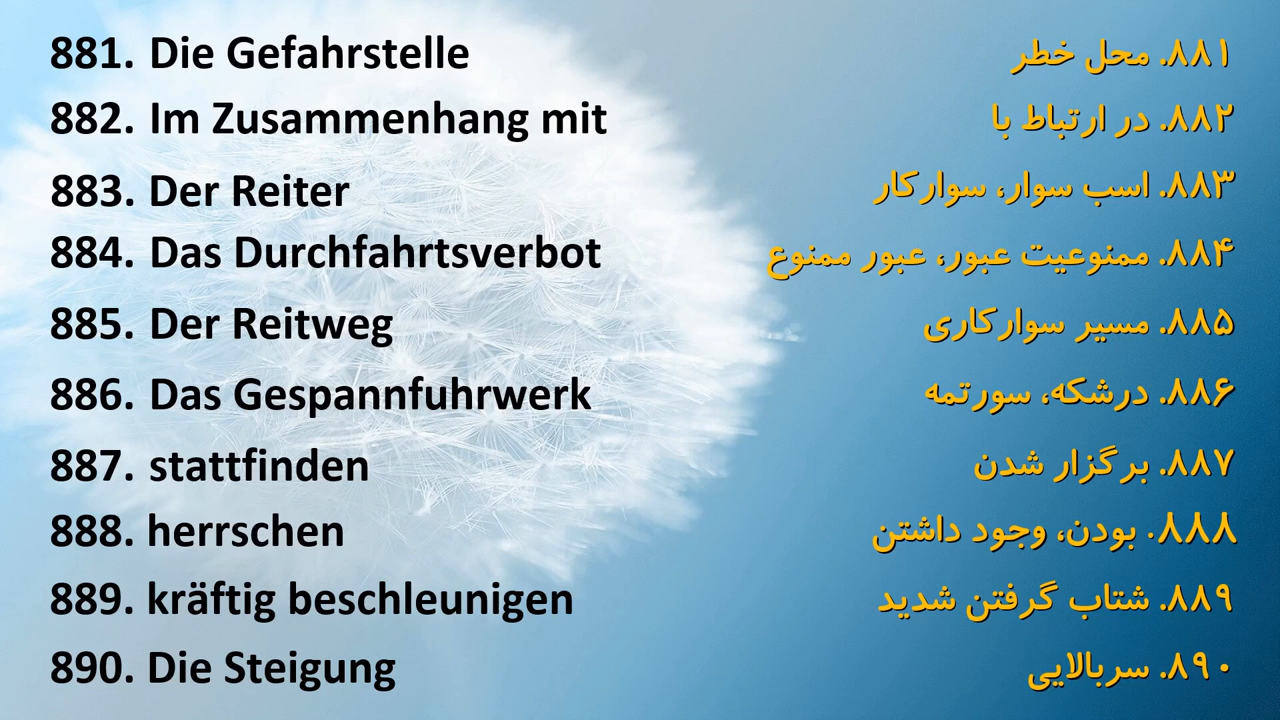 881. Die Gefahrstelle
۸۸۱. محل خطر
882. Im Zusammenhang mit
۸۸۲. در ارتباط با
883. Der Reiter
۸۸۳. اسب سوار، سوارکار
884. Das Durchfahrtsverbot
۸۸۴. ممنوعیت عبور، عبور ممنوع
885. Der Reitweg
۸۸۵. مسیر سوارکاری
886. Das Gespannfuhrwerk
۸۸۶. درشکه، سورتمه
887. stattfinden
۸۸۷. برگزار شدن
888. herrschen
۸۸۸. بودن، وجود داشتن
889. kräftig beschleunigen
۸۸۹. شتاب گرفتن شدید
890. Die Steigung
۸۹۰. سربالایی